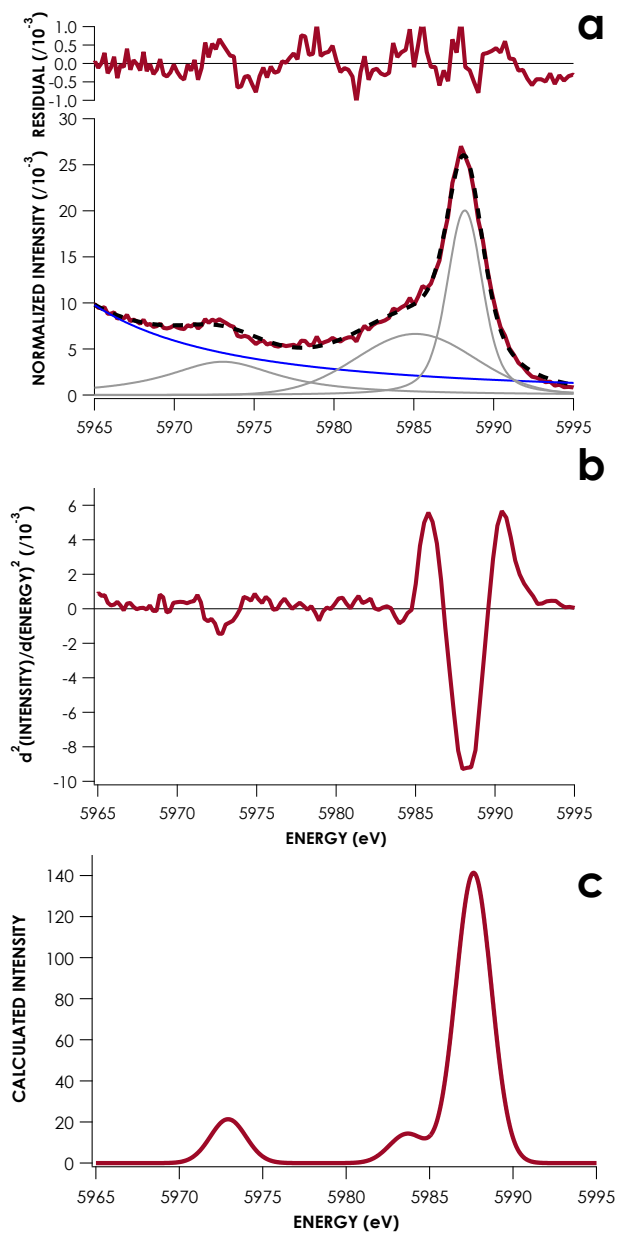 a
RESIDUAL (/10⁻³)
1.0
0.5
0.0
-0.5
-1.0
NORMALIZED INTENSITY (/10⁻³)
30
25
20
15
10
5
0
5965 5970 5975 5980 5985 5990 5995
b
d²(INTENSITY)/d(ENERGY)² (/10⁻³)
6
4
2
0
-2
-4
-6
-8
-10
5965 5970 5975 5980 5985 5990 5995
ENERGY (eV)
c
CALCULATED INTENSITY
140
120
100
80
60
40
20
0
5965 5970 5975 5980 5985 5990 5995
ENERGY (eV)